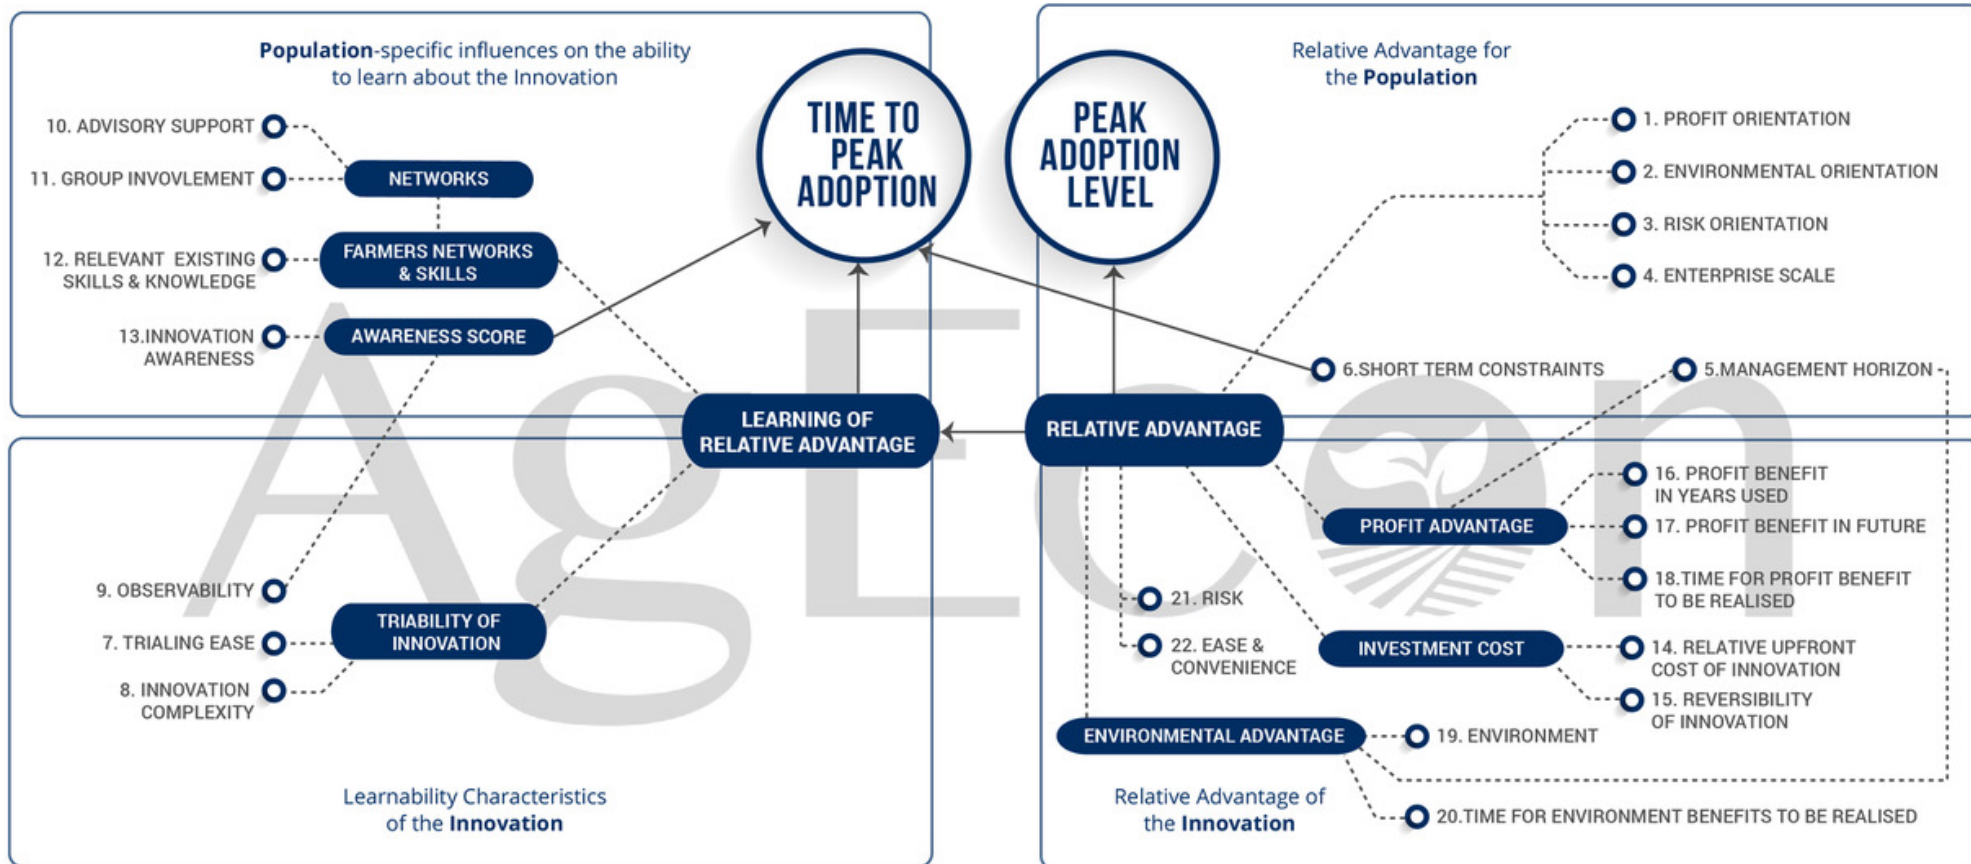 Population-specific influences on the ability
to learn about the Innovation
10. ADVISORY SUPPORT
11. GROUP INVOVLEMENT
NETWORKS
12. RELEVANT EXISTING
SKILLS & KNOWLEDGE
FARMERS NETWORKS
& SKILLS
13.INNOVATION
AWARENESS
AWARENESS SCORE
TIME TO
PEAK
ADOPTION
PEAK
ADOPTION
LEVEL
Relative Advantage for
the Population
1. PROFIT ORIENTATION
2. ENVIRONMENTAL ORIENTATION
3. RISK ORIENTATION
4. ENTERPRISE SCALE
6.SHORT TERM CONSTRAINTS
5.MANAGEMENT HORIZON
LEARNING OF
RELATIVE ADVANTAGE
RELATIVE ADVANTAGE
AgEcon
9. OBSERVABILITY
7. TRIALING EASE
8. INNOVATION
COMPLEXITY
TRIABILITY OF
INNOVATION
Learnability Characteristics
of the Innovation
PROFIT ADVANTAGE
16. PROFIT BENEFIT
IN YEARS USED
17. PROFIT BENEFIT IN FUTURE
18.TIME FOR PROFIT BENEFIT
TO BE REALISED
21. RISK
22. EASE &
CONVENIENCE
INVESTMENT COST
14. RELATIVE UPFRONT
COST OF INNOVATION
15. REVERSIBILITY
OF INNOVATION
ENVIRONMENTAL ADVANTAGE
19. ENVIRONMENT
20.TIME FOR ENVIRONMENT BENEFITS TO BE REALISED
Relative Advantage of
the Innovation